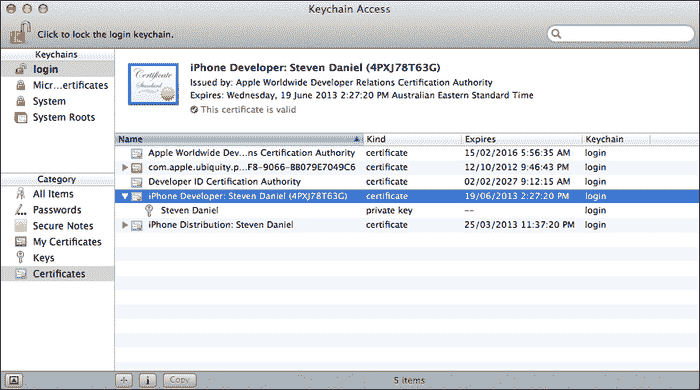 Keychain Access
Click to lock the login keychain.
Keychains
login
Micr...ertificates
System
System Roots
iPhone Developer: Steven Daniel (4PXJ78T63G)
Issued by: Apple Worldwide Developer Relations Certification Authority
Expires: Wednesday, 19 June 2013 2:27:20 PM Australian Eastern Standard Time
This certificate is valid
Certificate
Standard
Name Kind Expires Keychain
Apple Worldwide Dev...ns Certification Authority certificate 15/02/2016 5:56:35 AM login
com.apple.ubiquity.p...F8-9066-8B079E7049C6 certificate 12/10/2012 9:46:43 PM login
Developer ID Certification Authority certificate 02/02/2027 9:12:15 AM login
iPhone Developer: Steven Daniel (4PXJ78T63G) certificate 19/06/2013 2:27:20 PM login
Steven Daniel private key -- login
iPhone Distribution: Steven Daniel certificate 25/03/2013 11:37:20 PM login
Category
All Items
Passwords
Secure Notes
My Certificates
Keys
Certificates
Copy
5 items